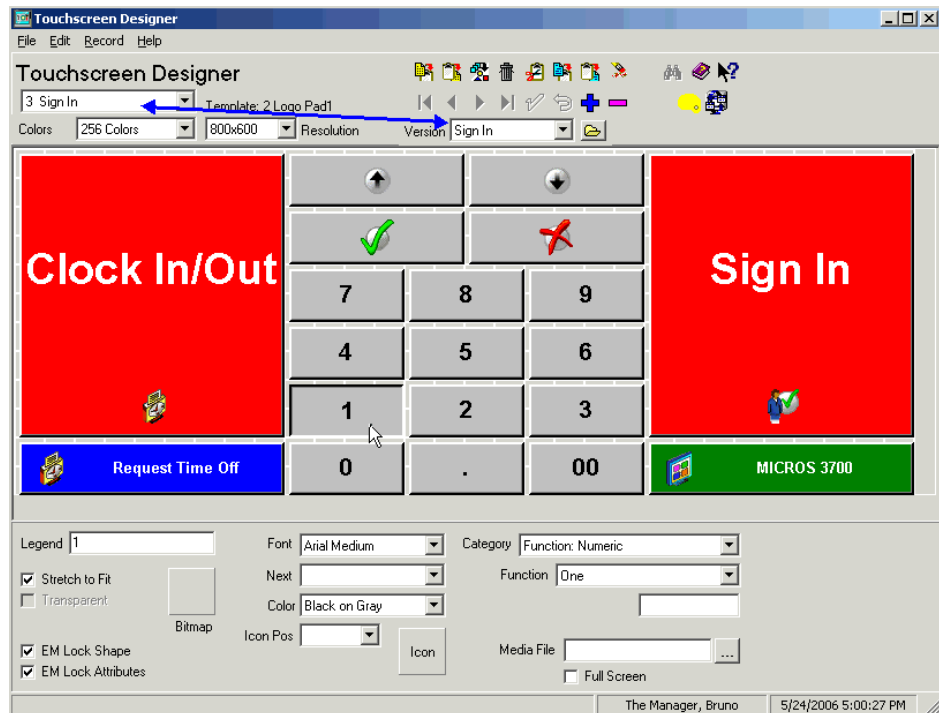 Touchscreen Designer
File Edit Record Help
Touchscreen Designer
3 Sign In
Template: 2 Logo Pad1
Colors 256 Colors 800x600 Resolution Version Sign In
Clock In/Out
Sign In
7 8 9
4 5 6
1 2 3
Request Time Off
0 . 00
MICROS 3700
Legend 1
Font Arial Medium
Category Function: Numeric
Stretch to Fit
Next
Function One
Transparent
Color Black on Gray
Bitmap
Icon Pos
Icon
EM Lock Shape
Media File ...
EM Lock Attributes
Full Screen
The Manager, Bruno 5/24/2006 5:00:27 PM